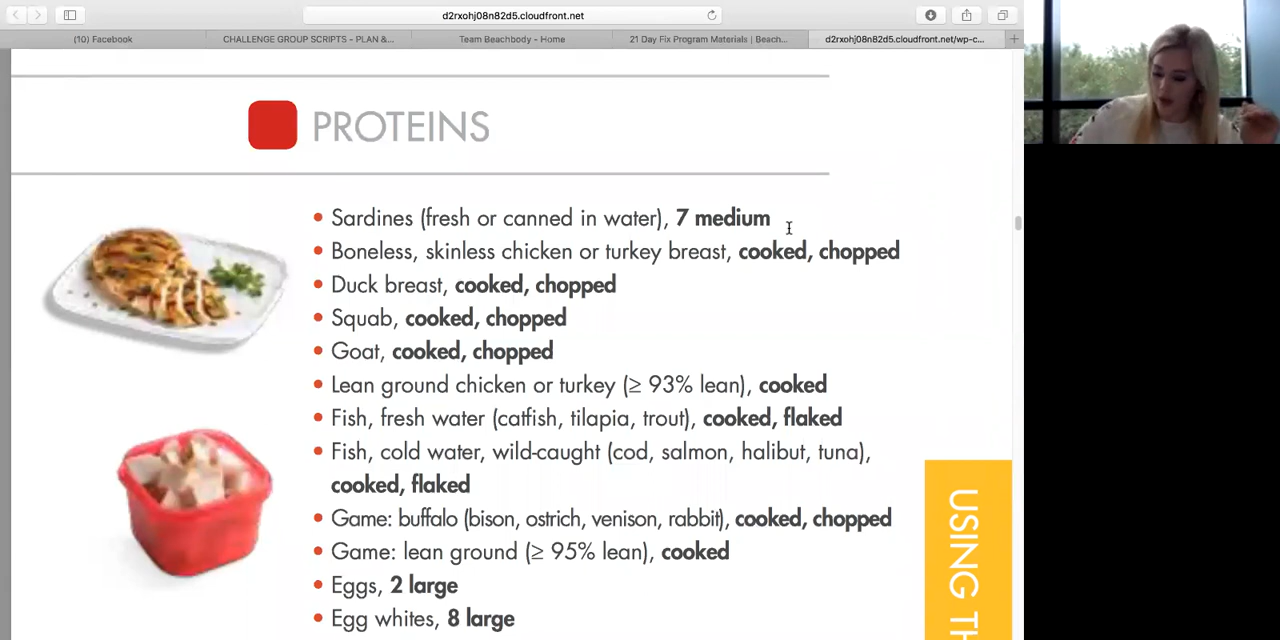 d2rxohj08n82d5.cloudfront.net
(10) Facebook
CHALLENGE GROUP SCRIPTS - PLAN &...
Team Beachbody - Home
21 Day Fix Program Materials | Beach...
d2rxohj08n82d5.cloudfront.net/wp-c...
PROTEINS
• Sardines (fresh or canned in water), 7 medium
• Boneless, skinless chicken or turkey breast, cooked, chopped
• Duck breast, cooked, chopped
• Squab, cooked, chopped
• Goat, cooked, chopped
• Lean ground chicken or turkey (≥ 93% lean), cooked
• Fish, fresh water (catfish, tilapia, trout), cooked, flaked
• Fish, cold water, wild-caught (cod, salmon, halibut, tuna),
cooked, flaked
• Game: buffalo (bison, ostrich, venison, rabbit), cooked, chopped
• Game: lean ground (≥ 95% lean), cooked
• Eggs, 2 large
• Egg whites, 8 large
USING TH